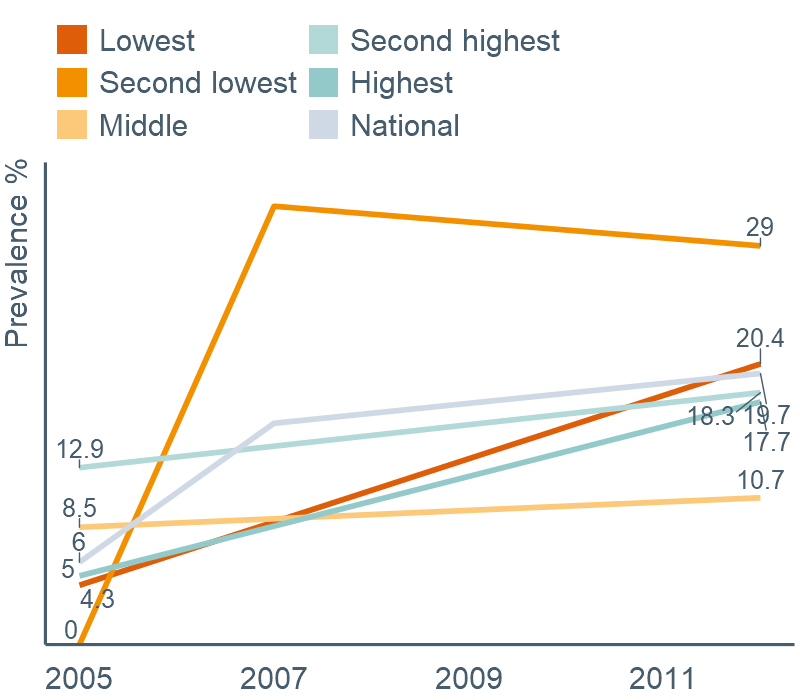 Lowest
Second lowest
Middle
Second highest
Highest
National
Prevalence %
29
20.4
18.3
19.7
17.7
10.7
12.9
8.5
6
5
4.3
0
2005 2007 2009 2011